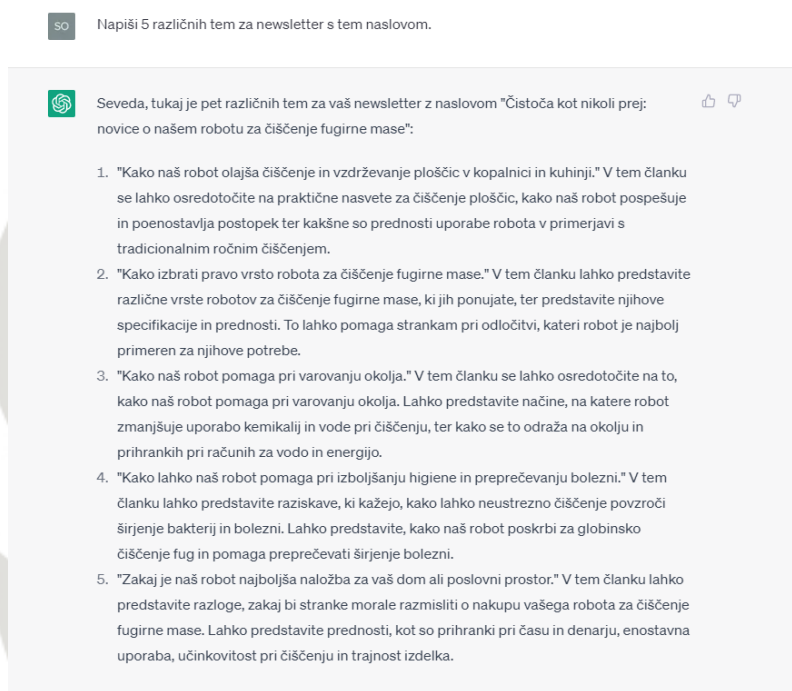 SO
Napiši 5 različnih tem za newsletter s tem naslovom.
Seveda, tukaj je pet različnih tem za vaš newsletter z naslovom "Čistoča kot nikoli prej:
novice o našem robotu za čiščenje fugirne mase":
1. "Kako naš robot olajša čiščenje in vzdrževanje ploščic v kopalnici in kuhinji." V tem članku
se lahko osredotočite na praktične nasvete za čiščenje ploščic, kako naš robot pospešuje
in poenostavlja postopek ter kakšne so prednosti uporabe robota v primerjavi s
tradicionalnim ročnim čiščenjem.
2. "Kako izbrati pravo vrsto robota za čiščenje fugirne mase." V tem članku lahko predstavite
različne vrste robotov za čiščenje fugirne mase, ki jih ponujate, ter predstavite njihove
specifikacije in prednosti. To lahko pomaga strankam pri odločitvi, kateri robot je najbolj
primeren za njihove potrebe.
3. "Kako naš robot pomaga pri varovanju okolja." V tem članku se lahko osredotočite na to,
kako naš robot pomaga pri varovanju okolja. Lahko predstavite načine, na katere robot
zmanjšuje uporabo kemikalij in vode pri čiščenju, ter kako se to odraža na okolju in
prihrankih pri računih za vodo in energijo.
4. "Kako lahko naš robot pomaga pri izboljšanju higiene in preprečevanju bolezni." V tem
članku lahko predstavite raziskave, ki kažejo, kako lahko neustrezno čiščenje povzroči
širjenje bakterij in bolezni. Lahko predstavite, kako naš robot poskrbi za globinsko
čiščenje fug in pomaga preprečevati širjenje bolezni.
5. "Zakaj je naš robot najboljša naložba za vaš dom ali poslovni prostor." V tem članku lahko
predstavite razloge, zakaj bi stranke morale razmisliti o nakupu vašega robota za čiščenje
fugirne mase. Lahko predstavite prednosti, kot so prihranki pri času in denarju, enostavna
uporaba, učinkovitost pri čiščenju in trajnost izdelka.